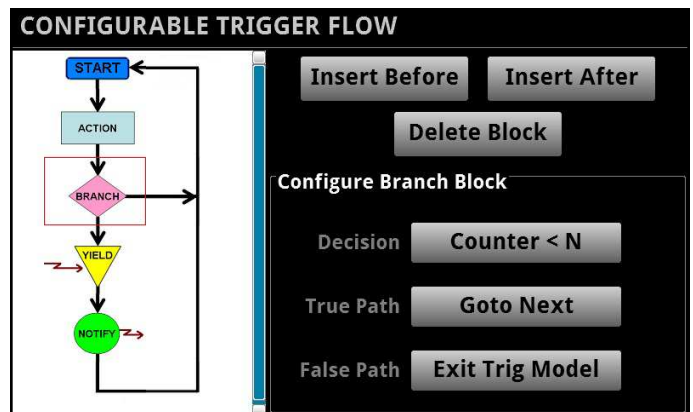 CONFIGURABLE TRIGGER FLOW
START
ACTION
BRANCH
YIELD
NOTIFY
Insert Before
Insert After
Delete Block
Configure Branch Block
Decision
Counter < N
True Path
Goto Next
False Path
Exit Trig Model